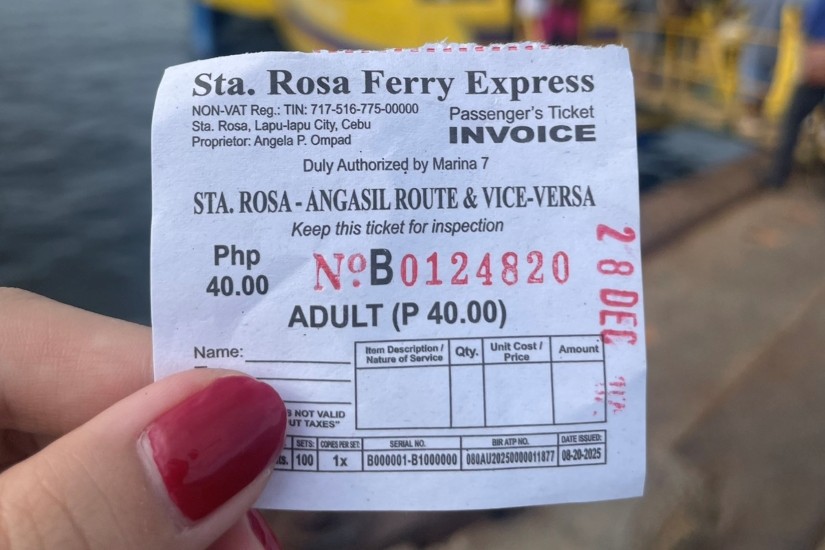 Sta. Rosa Ferry Express
NON-VAT Reg.: TIN: 717-516-775-00000
Sta. Rosa, Lapu-lapu City, Cebu
Proprietor: Angela P. Ompad
Passenger's Ticket
INVOICE
Duly Authorized by Marina 7
STA. ROSA - ANGASIL ROUTE & VICE-VERSA
Keep this ticket for inspection
Php
40.00
No. B0124820
28 DEC
ADULT (P 40.00)
Name:
Item Description /
Nature of Service
Qty.
Unit Cost /
Price
Amount
NOT VALID
TAXES"
SETS:
100
COPIES PER SET:
1x
SERIAL NO.
B000001-B1000000
BIR ATP NO.
080AU20250000011877
DATE ISSUED:
08-20-2025